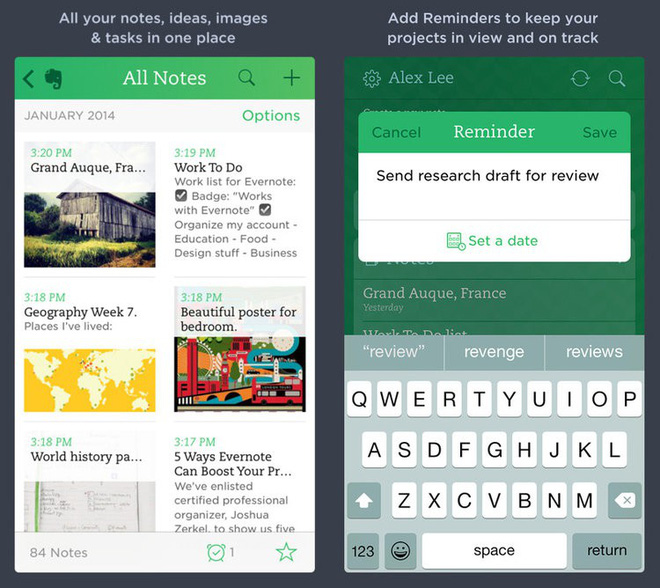 All your notes, ideas, images
& tasks in one place
All Notes
JANUARY 2014
Options
3:20 PM
Grand Auque, Fra...
3:19 PM
Work To Do
Work list for Evernote:
Badge: "Works
with Evernote"
Organize my account -
Education - Food -
Design stuff - Business
3:18 PM
Geography Week 7.
Places I've lived:
3:18 PM
Beautiful poster for
bedroom.
3:18 PM
World history pa...
3:17 PM
5 Ways Evernote
Can Boost Your Pr...
We've enlisted
certified professional
organizer, Joshua
Zerkel, to show us five
84 Notes
1
Add Reminders to keep your
projects in view and on track
Alex Lee
Cancel
Reminder
Save
Send research draft for review
Set a date
Notes
Grand Auque, France
Yesterday
Work To Do list
"review"
revenge
reviews
Q W E R T Y U I O P
A S D F G H J K L
Z X C V B N M
123
space
return